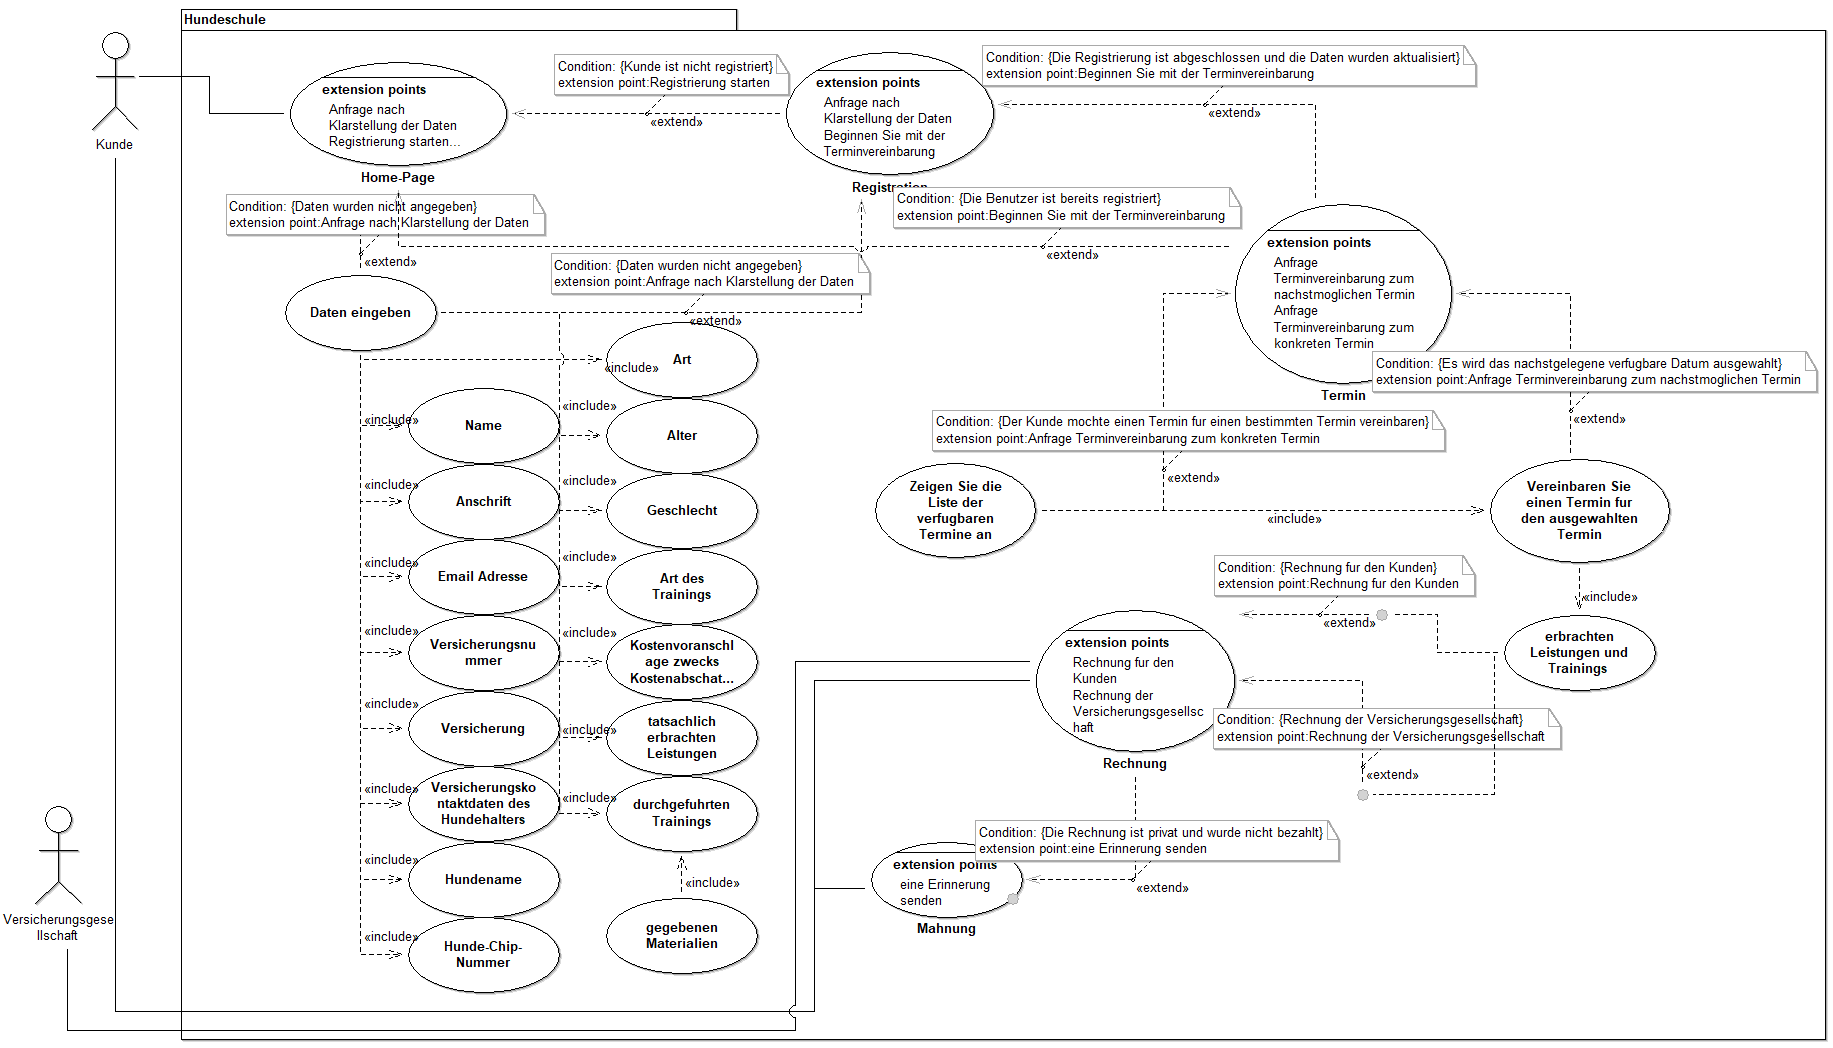 Hundeschule
Kunde
Condition: {Kunde ist nicht registriert}
extension point:Registrierung starten
Condition: {Die Registrierung ist abgeschlossen und die Daten wurden aktualisiert}
extension point:Beginnen Sie mit der Terminvereinbarung
extension points
Anfrage nach
Klarstellung der Daten
Registrierung starten...
Home-Page
«extend»
extension points
Anfrage nach
Klarstellung der Daten
Beginnen Sie mit der
Terminvereinbarung
Registration
«extend»
Condition: {Daten wurden nicht angegeben}
extension point:Anfrage nach Klarstellung der Daten
«extend»
Condition: {Die Benutzer ist bereits registriert}
extension point:Beginnen Sie mit der Terminvereinbarung
«extend»
Condition: {Daten wurden nicht angegeben}
extension point:Anfrage nach Klarstellung der Daten
«extend»
extension points
Anfrage
Terminvereinbarung zum
nachstmoglichen Termin
Anfrage
Terminvereinbarung zum
konkreten Termin
Termin
Daten eingeben
Condition: {Es wird das nachstgelegene verfugbare Datum ausgewahlt}
extension point:Anfrage Terminvereinbarung zum nachstmoglichen Termin
«extend»
Condition: {Der Kunde mochte einen Termin fur einen bestimmten Termin vereinbaren}
extension point:Anfrage Terminvereinbarung zum konkreten Termin
«extend»
Art
«include»
«include»
Name
«include»
Alter
«include»
Anschrift
«include»
Geschlecht
«include»
Email Adresse
«include»
Art des
Trainings
«include»
Versicherungsnu
mmer
«include»
Kostenvoranschl
age zwecks
Kostenabschat...
«include»
Versicherung
«include»
tatsachlich
erbrachten
Leistungen
«include»
Versicherungsko
ntaktdaten des
Hundehalters
«include»
durchgefuhrten
Trainings
«include»
Hundename
«include»
gegebenen
Materialien
«include»
Hunde-Chip-
Nummer
Zeigen Sie die
Liste der
verfugbaren
Termine an
«include»
Vereinbaren Sie
einen Termin fur
den ausgewahlten
Termin
«include»
erbrachten
Leistungen und
Trainings
Condition: {Rechnung fur den Kunden}
extension point:Rechnung fur den Kunden
«extend»
extension points
Rechnung fur den
Kunden
Rechnung der
Versicherungsgesellsc
haft
Rechnung
Condition: {Rechnung der Versicherungsgesellschaft}
extension point:Rechnung der Versicherungsgesellschaft
«extend»
Condition: {Die Rechnung ist privat und wurde nicht bezahlt}
extension point:eine Erinnerung senden
«extend»
extension points
eine Erinnerung
senden
Mahnung
Versicherungsgese
llschaft